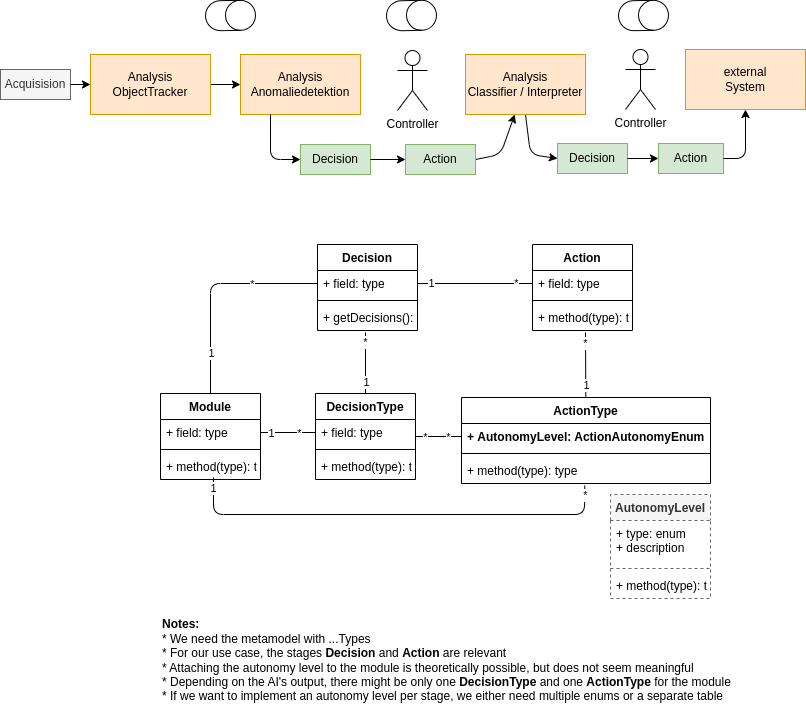 Acquisision
Analysis
ObjectTracker
Analysis
Anomaliedetektion
Controller
Analysis
Classifier / Interpreter
Controller
external
System
Decision
Action
Decision
Action
Decision
+ field: type
+ getDecisions():
Action
+ field: type
+ method(type): t
1
*
*
1
*
1
*
1
Module
+ field: type
+ method(type): t
1
*
DecisionType
+ field: type
+ method(type): t
*
*
ActionType
+ AutonomyLevel: ActionAutonomyEnum
+ method(type): type
1
*
AutonomyLevel
+ type: enum
+ description
+ method(type): t
Notes:
* We need the metamodel with ...Types
* For our use case, the stages Decision and Action are relevant
* Attaching the autonomy level to the module is theoretically possible, but does not seem meaningful
* Depending on the AI's output, there might be only one DecisionType and one ActionType for the module
* If we want to implement an autonomy level per stage, we either need multiple enums or a separate table